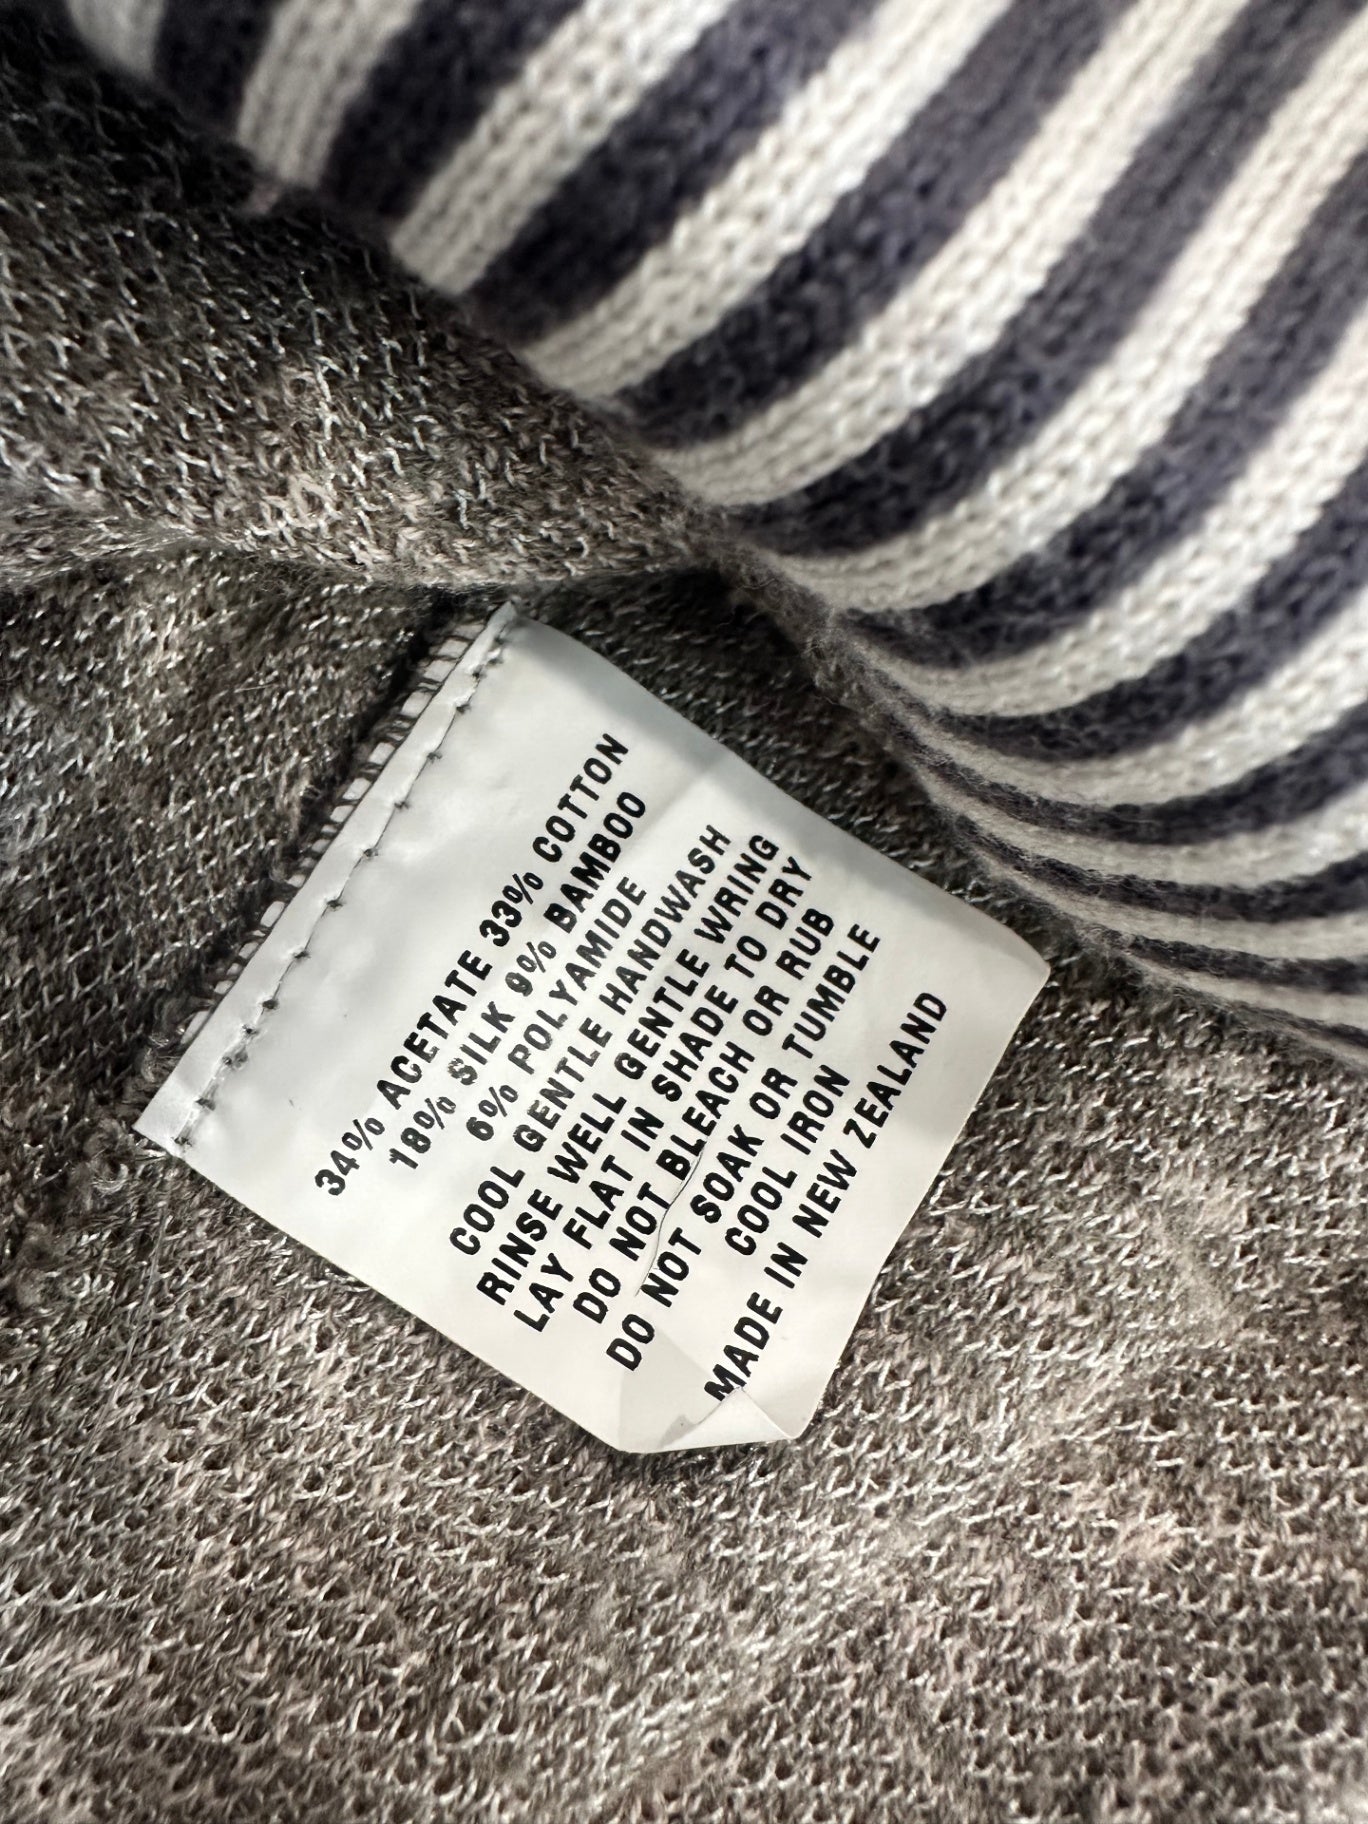 34% ACETATE 33% COTTON
18% SILK 9% BAMBOO
6% POLYAMIDE
COOL GENTLE HANDWASH
RINSE WELL GENTLE WRING
LAY FLAT IN SHADE TO DRY
DO NOT BLEACH OR RUB
DO NOT SOAK OR TUMBLE
COOL IRON
MADE IN NEW ZEALAND